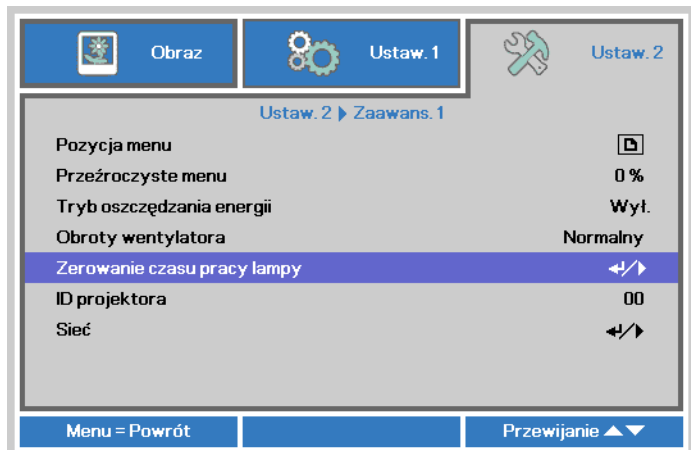 Obraz
Ustaw. 1
Ustaw. 2
Ustaw. 2 ▶ Zaawans. 1
Pozycja menu
Przeźroczyste menu 0 %
Tryb oszczędzania energii Wył.
Obroty wentylatora Normalny
Zerowanie czasu pracy lampy ↵/▶
ID projektora 00
Sieć ↵/▶
Menu = Powrót
Przewijanie ▲▼